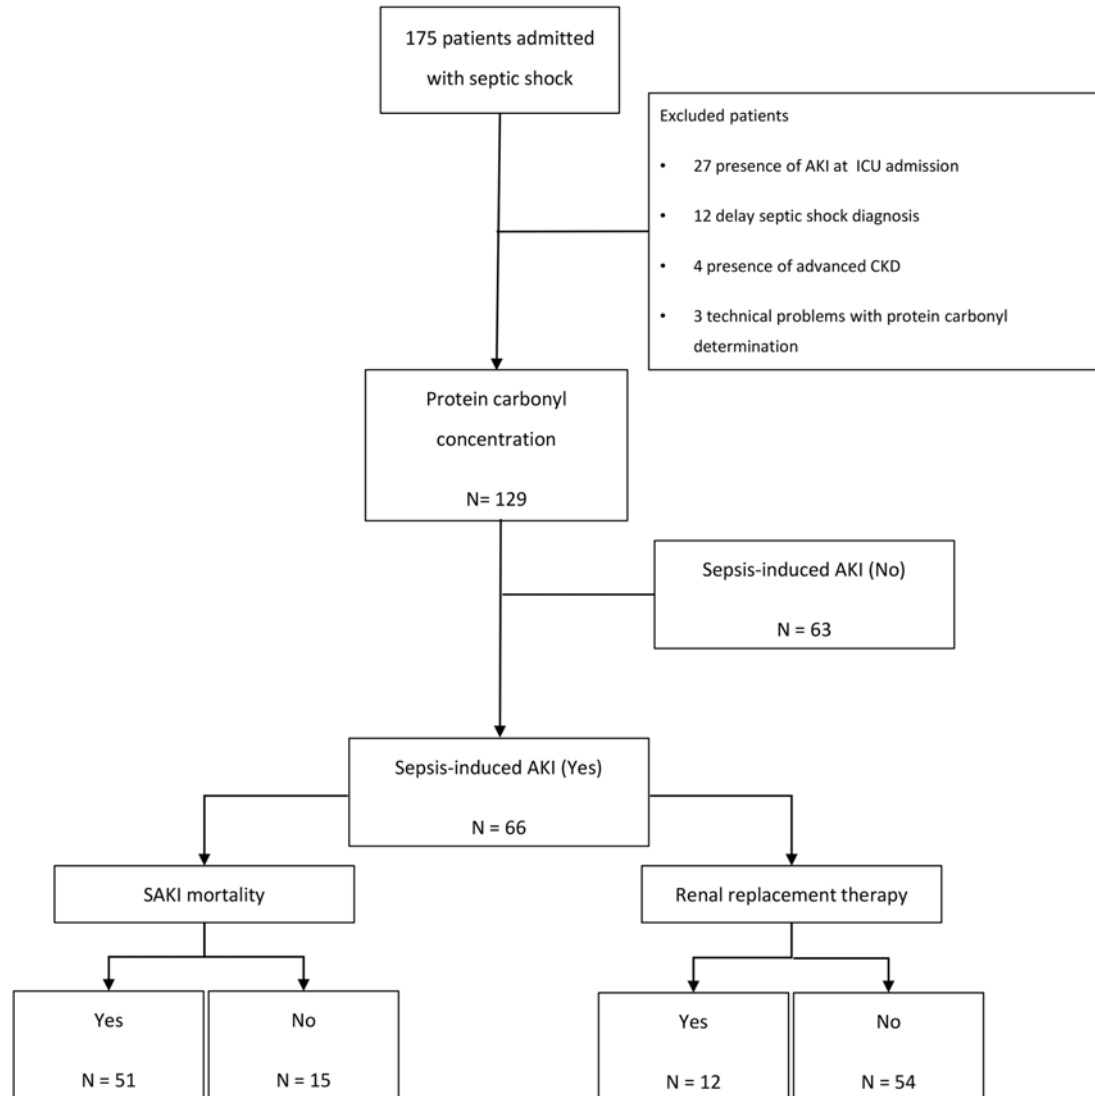 175 patients admitted
with septic shock
Excluded patients
• 27 presence of AKI at ICU admission
• 12 delay septic shock diagnosis
• 4 presence of advanced CKD
• 3 technical problems with protein carbonyl
determination
Protein carbonyl
concentration
N= 129
Sepsis-induced AKI (No)
N = 63
Sepsis-induced AKI (Yes)
N = 66
SAKI mortality
Renal replacement therapy
Yes
N = 51
No
N = 15
Yes
N = 12
No
N = 54